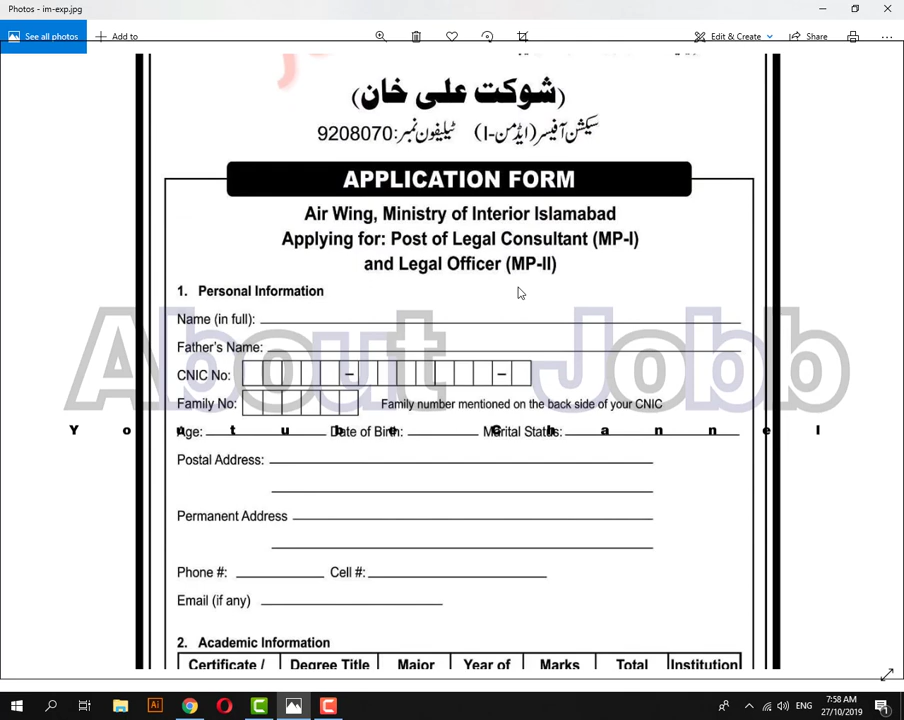 Photos - im-exp.jpg
See all photos
Add to
Edit & Create
Share
(شوکت علی خان)
سیکشن آفیسر (ایڈمن-I) ٹیلیفون نمبر: 9208070
APPLICATION FORM
Air Wing, Ministry of Interior Islamabad
Applying for: Post of Legal Consultant (MP-I)
and Legal Officer (MP-II)
1. Personal Information
Name (in full):
Father's Name:
About Jobb
CNIC No: – –
Family No: Family number mentioned on the back side of your CNIC
Age: Date of Birth: Marital Status:
Youtube Channel
Postal Address:
Permanent Address
Phone #: Cell #:
Email (if any)
2. Academic Information
Certificate / Degree Title Major Year of Marks Total Institution
Ai
ENG
7:58 AM
27/10/2019
1